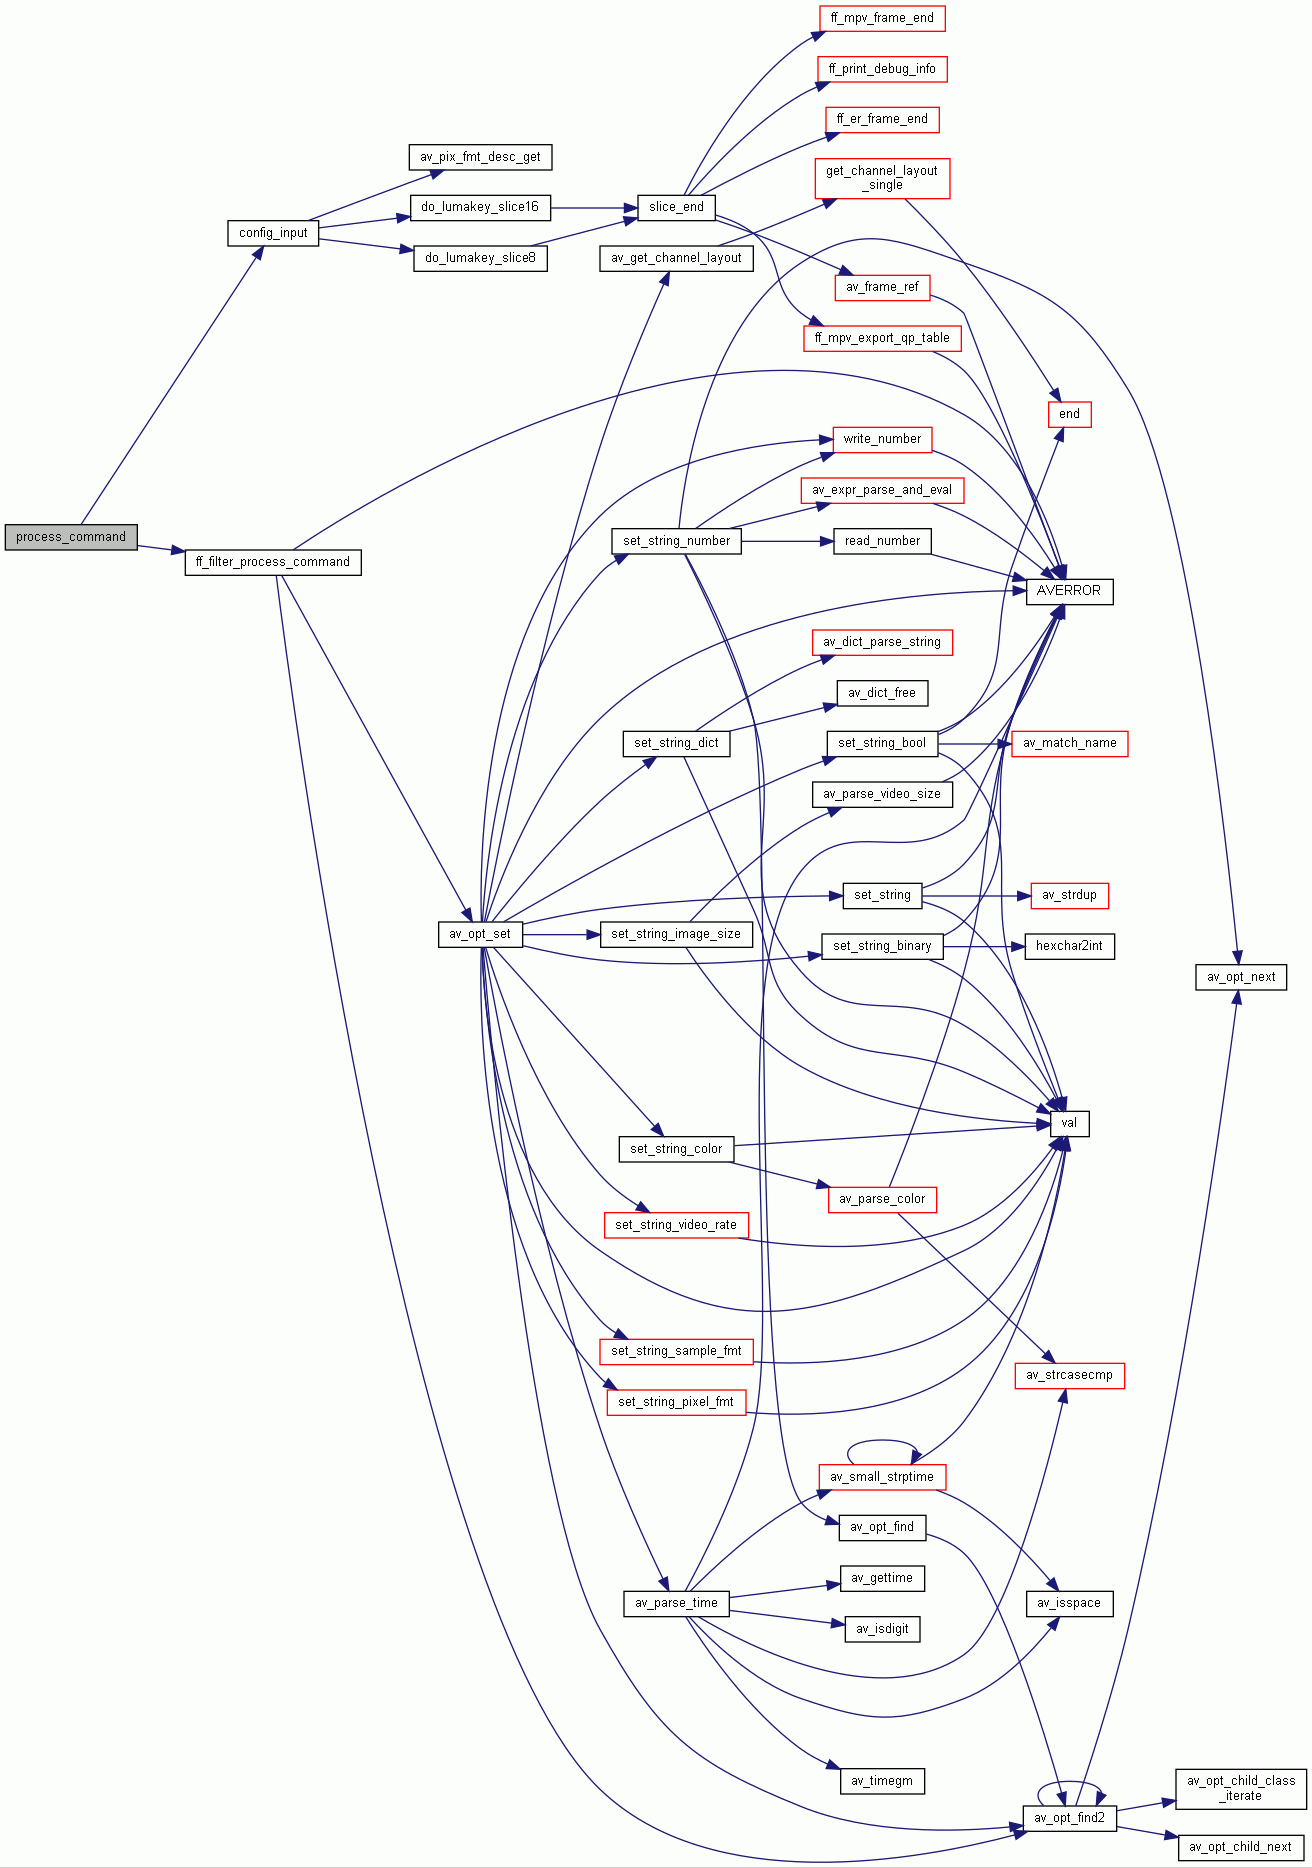 ff_mpv_frame_end
ff_print_debug_info
ff_er_frame_end
av_pix_fmt_desc_get
get_channel_layout
_single
do_lumakey_slice16
slice_end
config_input
do_lumakey_slice8
av_get_channel_layout
av_frame_ref
ff_mpv_export_qp_table
end
write_number
av_expr_parse_and_eval
process_command
set_string_number
read_number
ff_filter_process_command
AVERROR
av_dict_parse_string
av_dict_free
set_string_dict
set_string_bool
av_match_name
av_parse_video_size
set_string
av_strdup
av_opt_set
set_string_image_size
set_string_binary
hexchar2int
av_opt_next
val
set_string_color
av_parse_color
set_string_video_rate
set_string_sample_fmt
av_strcasecmp
set_string_pixel_fmt
av_small_strptime
av_opt_find
av_gettime
av_parse_time
av_isspace
av_isdigit
av_timegm
av_opt_child_class
_iterate
av_opt_find2
av_opt_child_next